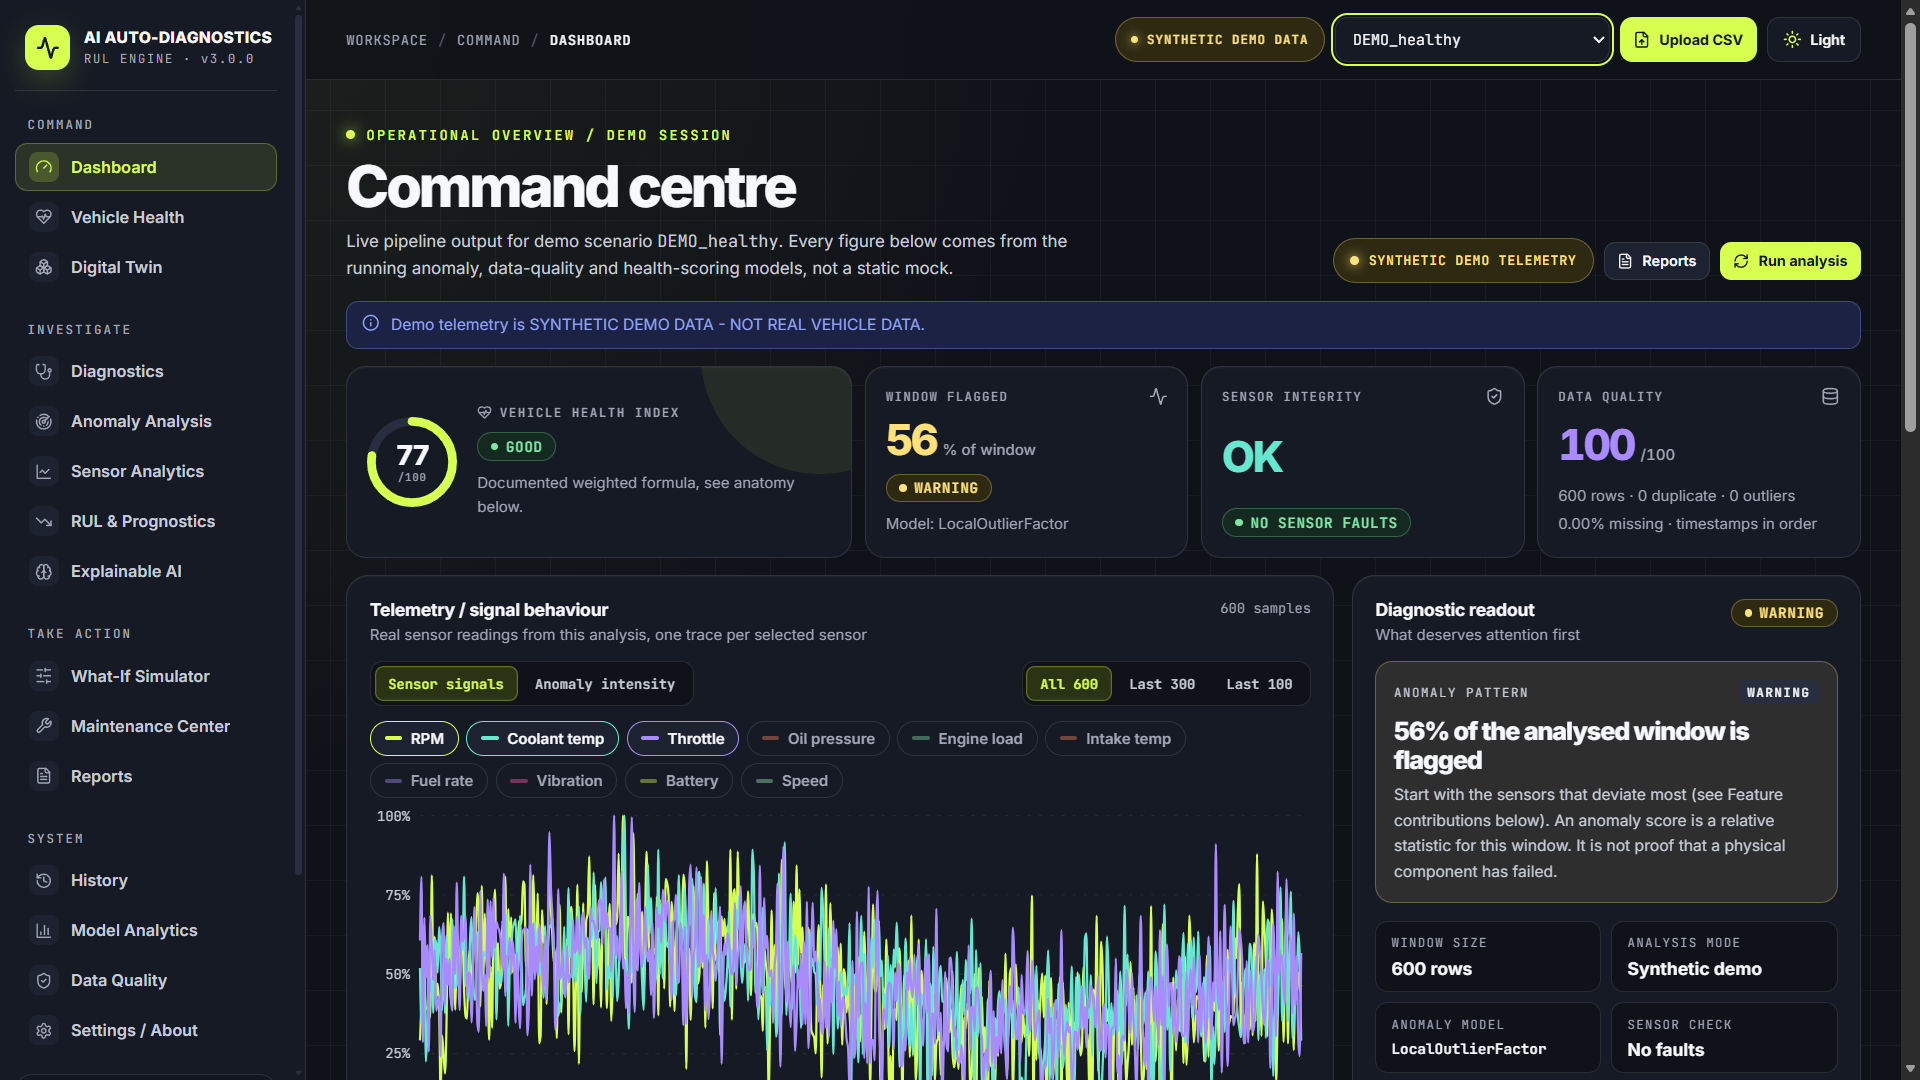 AI AUTO-DIAGNOSTICS
RUL ENGINE · v3.0.0
COMMAND
Dashboard
Vehicle Health
Digital Twin
INVESTIGATE
Diagnostics
Anomaly Analysis
Sensor Analytics
RUL & Prognostics
Explainable AI
TAKE ACTION
What-If Simulator
Maintenance Center
Reports
SYSTEM
History
Model Analytics
Data Quality
Settings / About
WORKSPACE / COMMAND / DASHBOARD
SYNTHETIC DEMO DATA
DEMO_healthy
Upload CSV
Light
OPERATIONAL OVERVIEW / DEMO SESSION
Command centre
Live pipeline output for demo scenario DEMO_healthy. Every figure below comes from the
running anomaly, data-quality and health-scoring models, not a static mock.
SYNTHETIC DEMO TELEMETRY
Reports
Run analysis
Demo telemetry is SYNTHETIC DEMO DATA - NOT REAL VEHICLE DATA.
77
/100
VEHICLE HEALTH INDEX
GOOD
Documented weighted formula, see anatomy
below.
WINDOW FLAGGED
56 % of window
WARNING
Model: LocalOutlierFactor
SENSOR INTEGRITY
OK
NO SENSOR FAULTS
DATA QUALITY
100 /100
600 rows · 0 duplicate · 0 outliers
0.00% missing · timestamps in order
Telemetry / signal behaviour
600 samples
Real sensor readings from this analysis, one trace per selected sensor
Sensor signals
Anomaly intensity
All 600
Last 300
Last 100
RPM
Coolant temp
Throttle
Oil pressure
Engine load
Intake temp
Fuel rate
Vibration
Battery
Speed
100%
75%
50%
25%
Diagnostic readout
WARNING
What deserves attention first
ANOMALY PATTERN
WARNING
56% of the analysed window is
flagged
Start with the sensors that deviate most (see Feature
contributions below). An anomaly score is a relative
statistic for this window. It is not proof that a physical
component has failed.
WINDOW SIZE
600 rows
ANALYSIS MODE
Synthetic demo
ANOMALY MODEL
LocalOutlierFactor
SENSOR CHECK
No faults